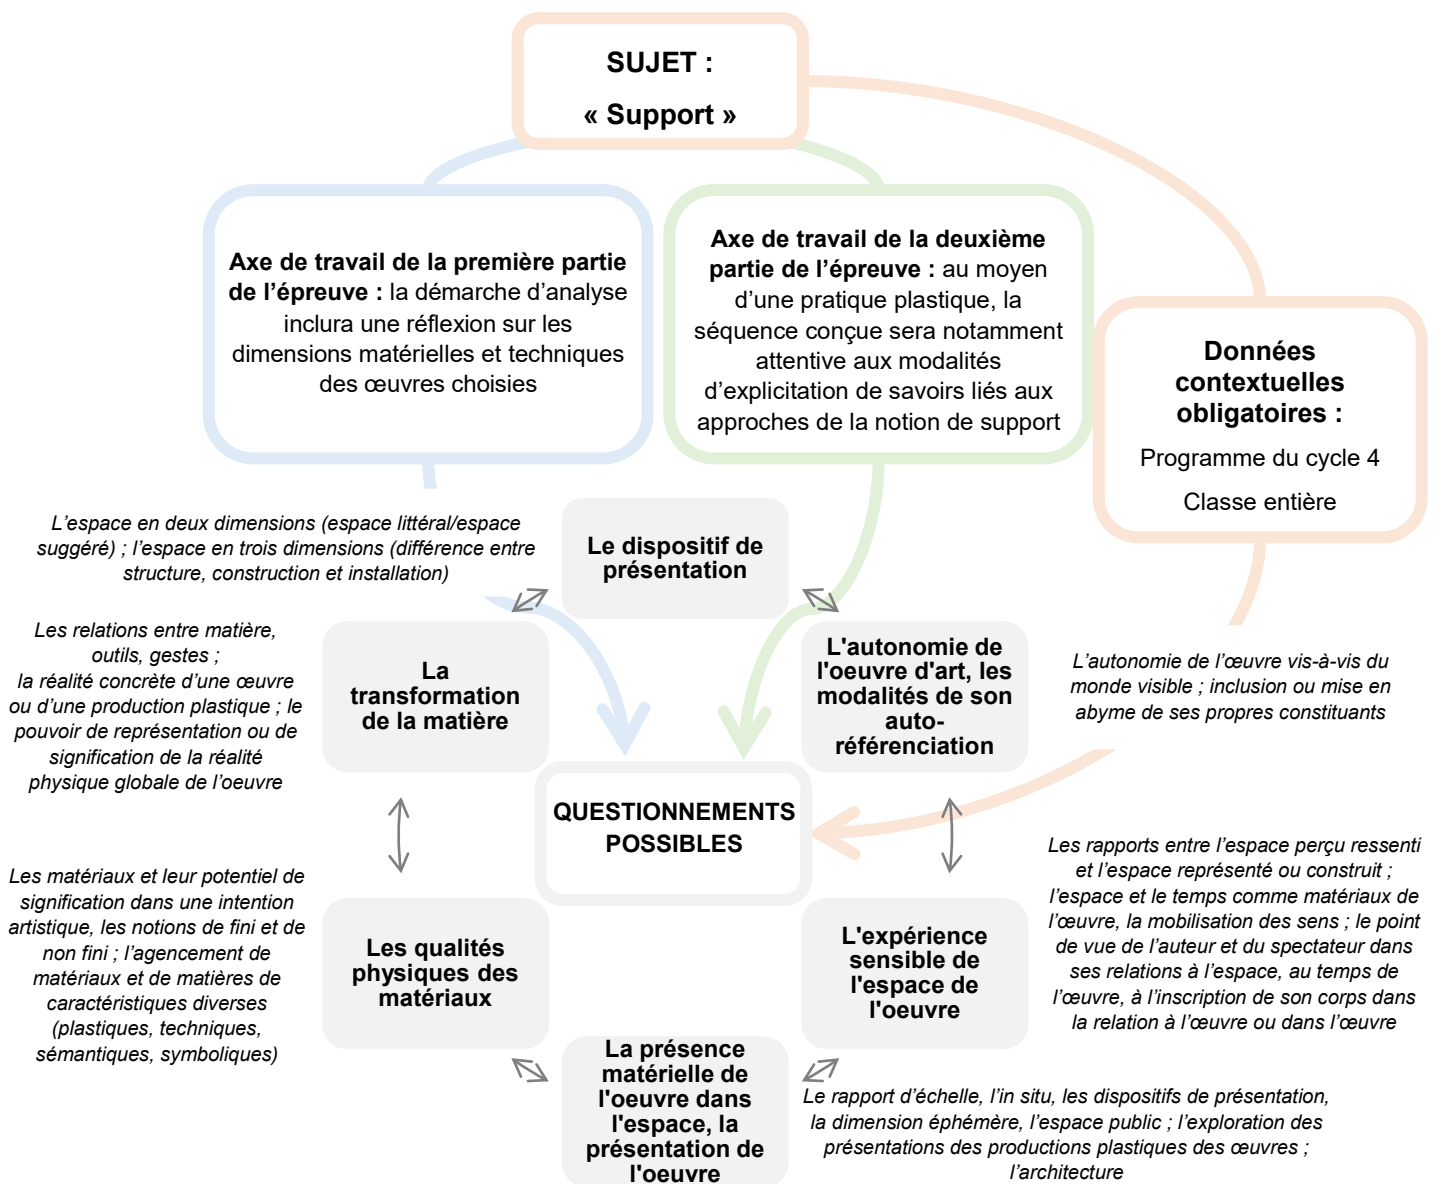 SUJET :
« Support »
Axe de travail de la première partie
de l’épreuve : la démarche d’analyse
inclura une réflexion sur les
dimensions matérielles et techniques
des œuvres choisies
Axe de travail de la deuxième
partie de l’épreuve : au moyen
d’une pratique plastique, la
séquence conçue sera notamment
attentive aux modalités
d’explicitation de savoirs liés aux
approches de la notion de support
Données
contextuelles
obligatoires :
Programme du cycle 4
Classe entière
L’espace en deux dimensions (espace littéral/espace
suggéré) ; l’espace en trois dimensions (différence entre
structure, construction et installation)
Le dispositif de
présentation
Les relations entre matière,
outils, gestes ;
la réalité concrète d’une œuvre
ou d’une production plastique ; le
pouvoir de représentation ou de
signification de la réalité
physique globale de l’oeuvre
La
transformation
de la matière
L'autonomie de
l'oeuvre d'art, les
modalités de son
auto-
référenciation
L’autonomie de l’œuvre vis-à-vis du
monde visible ; inclusion ou mise en
abyme de ses propres constituants
QUESTIONNEMENTS
POSSIBLES
Les matériaux et leur potentiel de
signification dans une intention
artistique, les notions de fini et de
non fini ; l’agencement de
matériaux et de matières de
caractéristiques diverses
(plastiques, techniques,
sémantiques, symboliques)
Les qualités
physiques des
matériaux
L'expérience
sensible de
l'espace de
l'oeuvre
Les rapports entre l’espace perçu ressenti
et l’espace représenté ou construit ;
l’espace et le temps comme matériaux de
l’œuvre, la mobilisation des sens ; le point
de vue de l’auteur et du spectateur dans
ses relations à l’espace, au temps de
l’œuvre, à l’inscription de son corps dans
la relation à l’œuvre ou dans l’œuvre
La présence
matérielle de
l'oeuvre dans
l'espace, la
présentation de
l'oeuvre
Le rapport d’échelle, l’in situ, les dispositifs de présentation,
la dimension éphémère, l’espace public ; l’exploration des
présentations des productions plastiques des œuvres ;
l’architecture